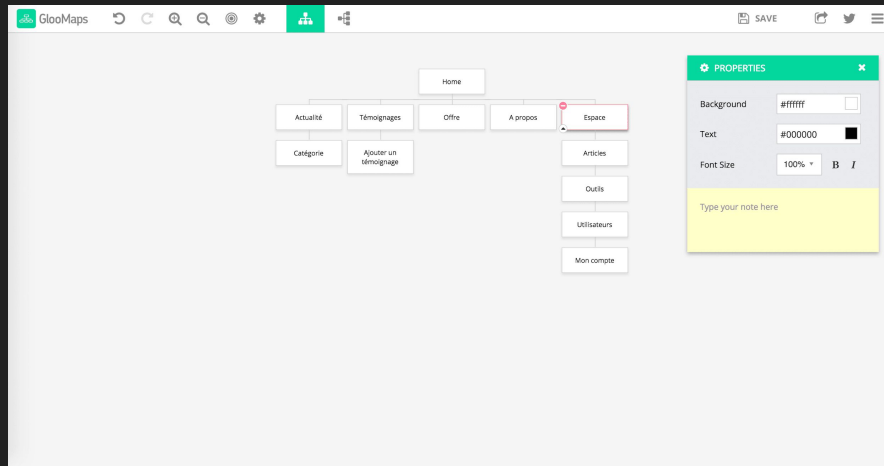 GlooMaps
SAVE
Home
Actualité
Témoignages
Offre
A propos
Espace
Catégorie
Ajouter un
témoignage
Articles
Outils
Utilisateurs
Mon compte
PROPERTIES
Background
#ffffff
Text
#000000
Font Size
100%
B
I
Type your note here